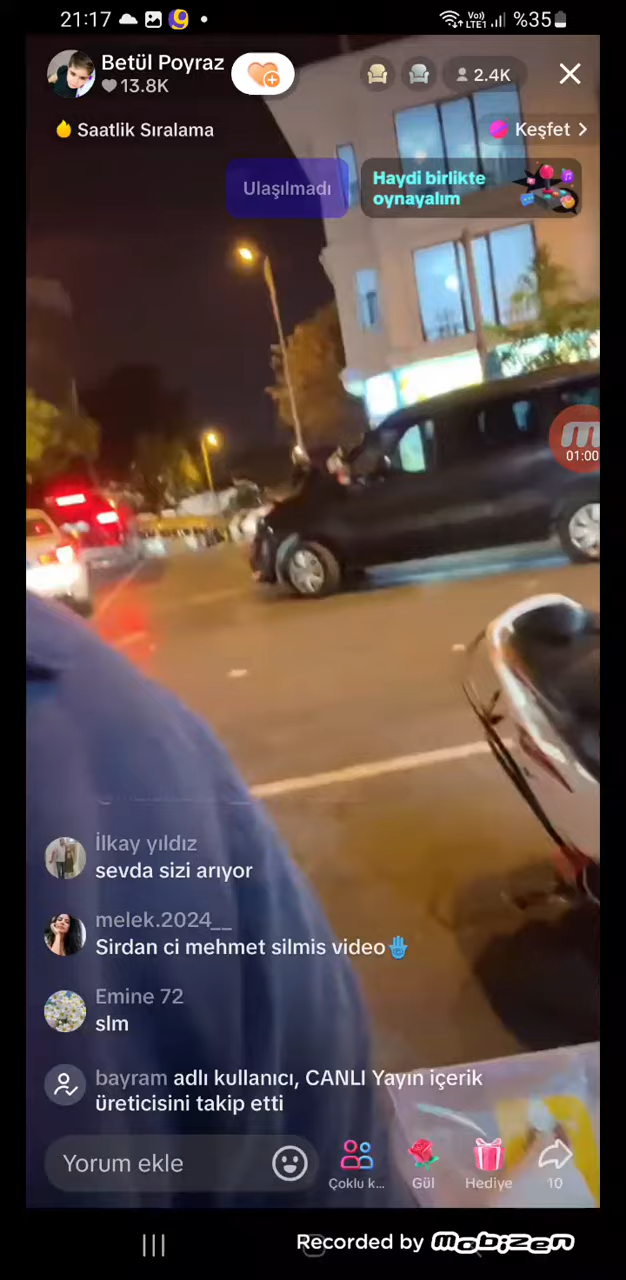 21:17
Vo))
LTE1
%35
Betül Poyraz
13.8K
2.4K
Saatlik Sıralama
Keşfet
Ulaşılmadı
Haydi birlikte
oynayalım
01:00
İlkay yıldız
sevda sizi arıyor
melek.2024__
Sirdan ci mehmet silmis video
Emine 72
slm
bayram adlı kullanıcı, CANLI Yayın içerik
üreticisini takip etti
Yorum ekle
Çoklu k...
Gül
Hediye
10
Recorded by mobizen